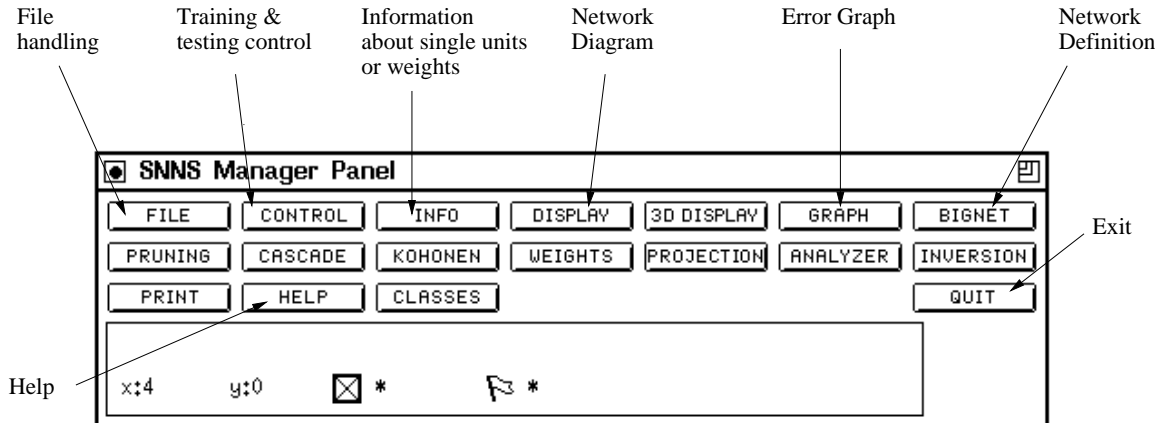 File
handling
Training &
testing control
Information
about single units
or weights
Network
Diagram
Error Graph
Network
Definition
SNNS Manager Panel
FILE CONTROL INFO DISPLAY 3D DISPLAY GRAPH BIGNET
Exit
PRUNING CASCADE KOHONEN WEIGHTS PROJECTION ANALYZER INVERSION
PRINT HELP CLASSES QUIT
Help
x:4 y:0 * *